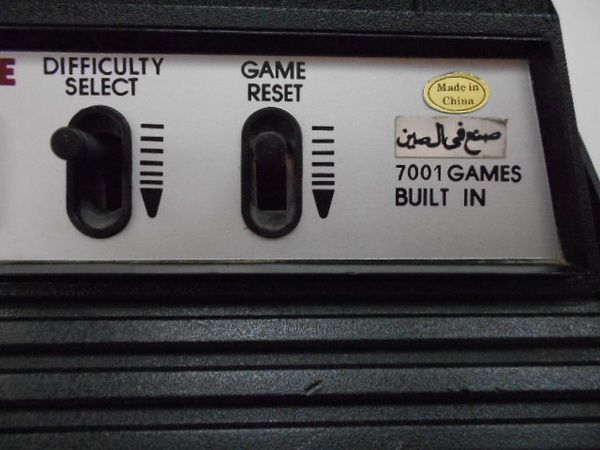 E
DIFFICULTY
SELECT
GAME
RESET
Made in
China
صنع في الصين
7001 GAMES
BUILT IN